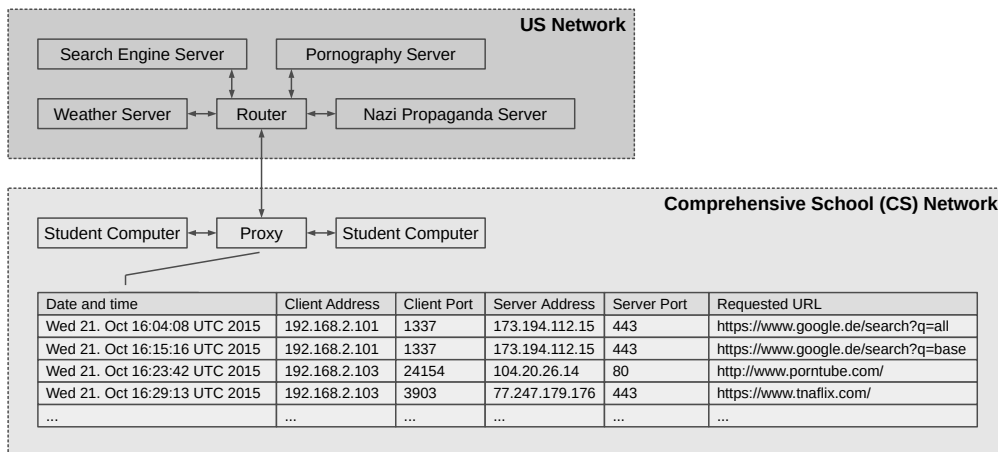 US Network
Search Engine Server
Pornography Server
Weather Server
Router
Nazi Propaganda Server
Comprehensive School (CS) Network
Student Computer
Proxy
Student Computer
Date and time Client Address Client Port Server Address Server Port Requested URL
Wed 21. Oct 16:04:08 UTC 2015 192.168.2.101 1337 173.194.112.15 443 https://www.google.de/search?q=all
Wed 21. Oct 16:15:16 UTC 2015 192.168.2.101 1337 173.194.112.15 443 https://www.google.de/search?q=base
Wed 21. Oct 16:23:42 UTC 2015 192.168.2.103 24154 104.20.26.14 80 http://www.porntube.com/
Wed 21. Oct 16:29:13 UTC 2015 192.168.2.103 3903 77.247.179.176 443 https://www.tnaflix.com/
... ... ... ... ... ...